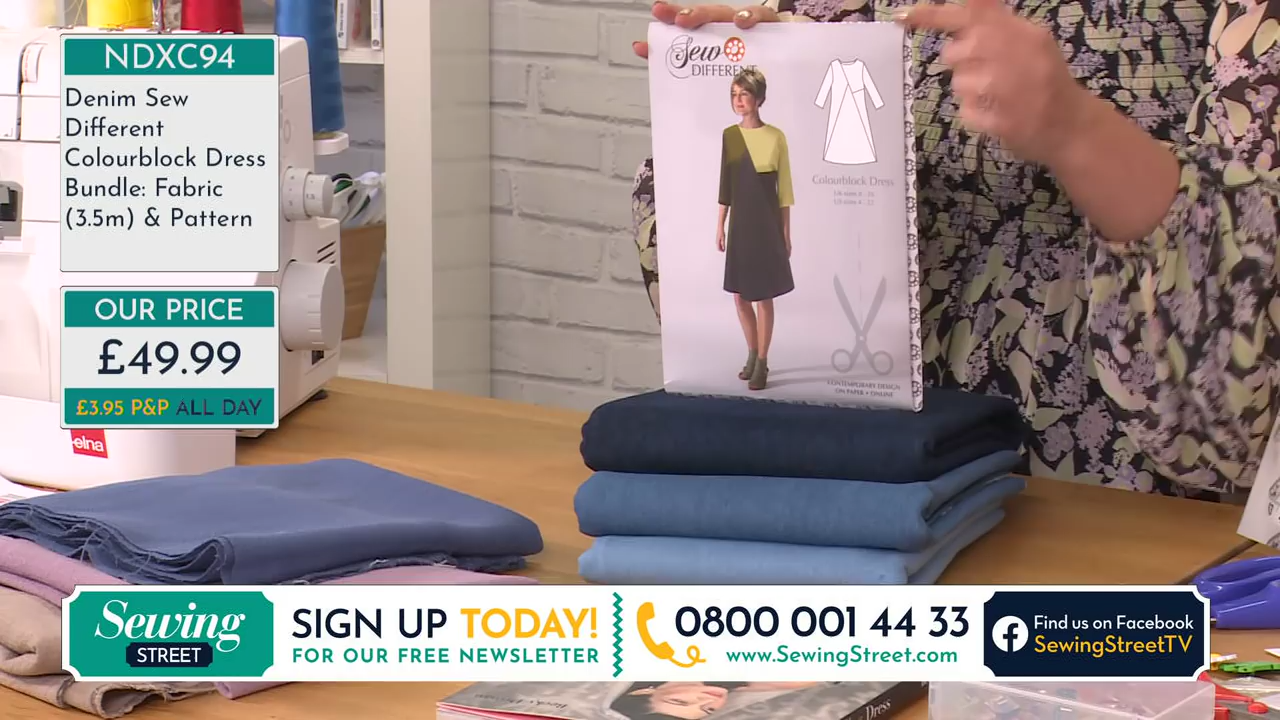 NDXC94
Denim Sew
Different
Colourblock Dress
Bundle: Fabric
(3.5m) & Pattern
OUR PRICE
£49.99
£3.95 P&P ALL DAY
elna
Sew
DIFFERENT
Colourblock Dress
CONTEMPORARY DESIGN
ON PAPER + ONLINE
Sewing
STREET
SIGN UP TODAY!
FOR OUR FREE NEWSLETTER
0800 001 44 33
www.SewingStreet.com
Find us on Facebook
SewingStreetTV
Dress